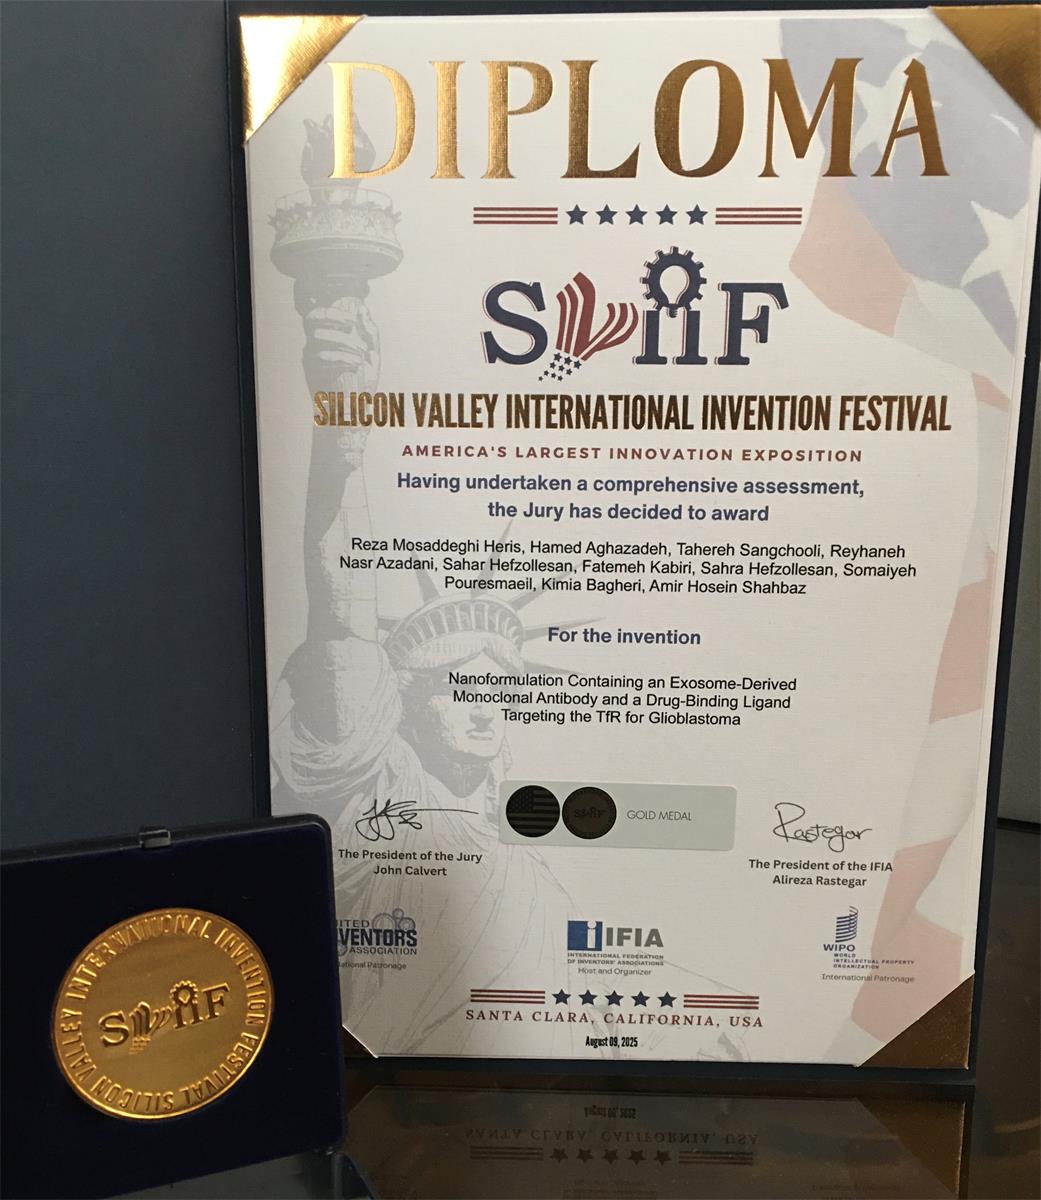 DIPLOMA
SViiF
SILICON VALLEY INTERNATIONAL INVENTION FESTIVAL
AMERICA'S LARGEST INNOVATION EXPOSITION
Having undertaken a comprehensive assessment,
the Jury has decided to award
Reza Mosaddeghi Heris, Hamed Aghazadeh, Tahereh Sangchooli, Reyhaneh
Nasr Azadani, Sahar Hefzollesan, Fatemeh Kabiri, Sahra Hefzollesan, Somaiyeh
Pouresmaeil, Kimia Bagheri, Amir Hosein Shahbaz
For the invention
Nanoformulation Containing an Exosome-Derived
Monoclonal Antibody and a Drug-Binding Ligand
Targeting the TfR for Glioblastoma
SViiF
GOLD MEDAL
The President of the Jury
John Calvert
Rastegar
The President of the IFIA
Alireza Rastegar
ITED
VENTORS
ASSOCIATION
ational Patronage
IFIA
INTERNATIONAL FEDERATION
OF INVENTORS' ASSOCIATIONS
Host and Organizer
WIPO
WORLD
INTELLECTUAL PROPERTY
ORGANIZATION
International Patronage
SANTA CLARA, CALIFORNIA, USA
August 09, 2025
SILICON VALLEY INTERNATIONAL INVENTION FESTIVAL
SViiF